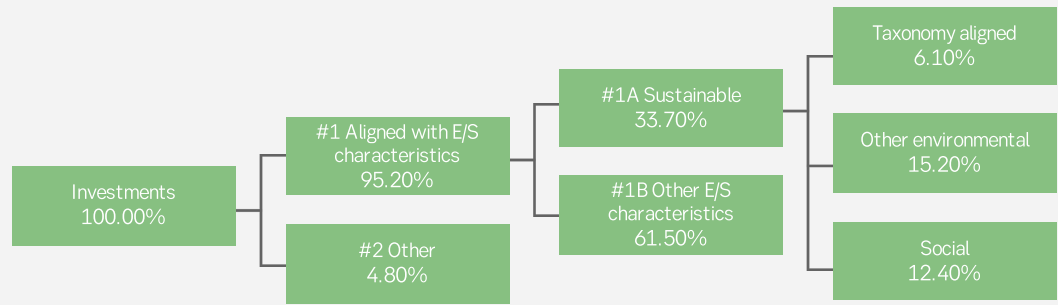 Investments
100.00%
#1 Aligned with E/S
characteristics
95.20%
#2 Other
4.80%
#1A Sustainable
33.70%
#1B Other E/S
characteristics
61.50%
Taxonomy aligned
6.10%
Other environmental
15.20%
Social
12.40%